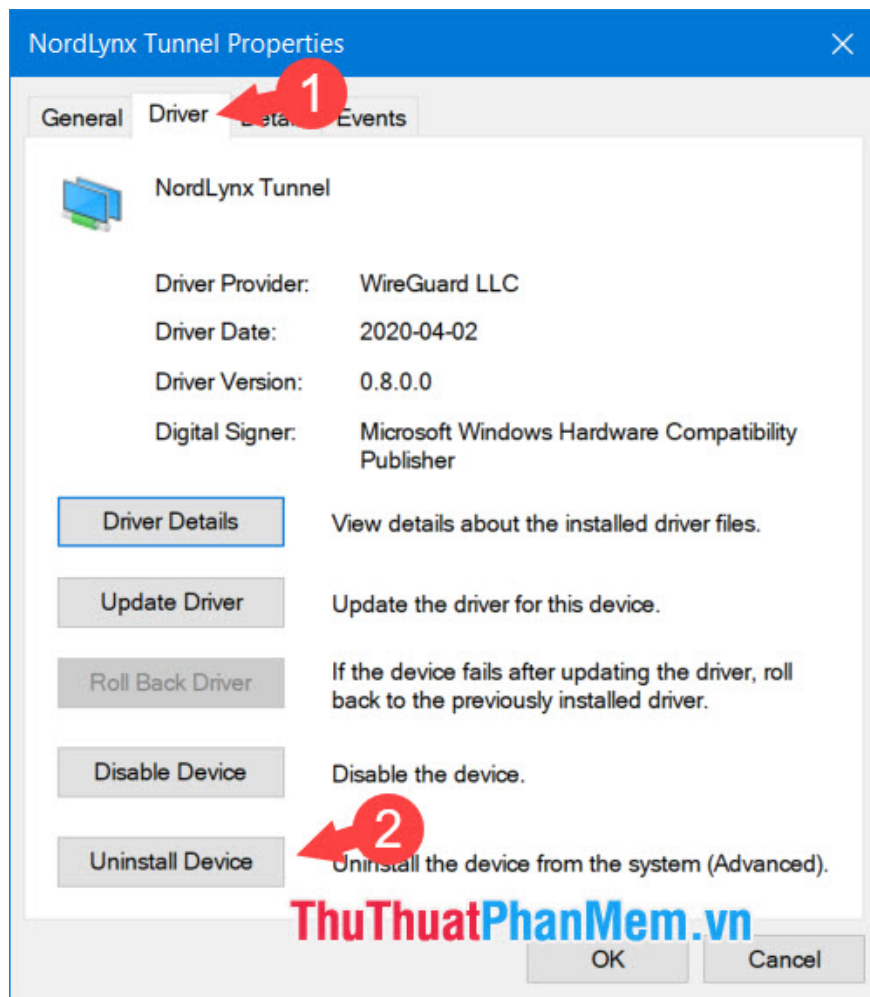 NordLynx Tunnel Properties
1
General Driver Events
NordLynx Tunnel
Driver Provider: WireGuard LLC
Driver Date: 2020-04-02
Driver Version: 0.8.0.0
Digital Signer: Microsoft Windows Hardware Compatibility
Publisher
Driver Details View details about the installed driver files.
Update Driver Update the driver for this device.
Roll Back Driver If the device fails after updating the driver, roll
back to the previously installed driver.
Disable Device Disable the device.
2
Uninstall Device Uninstall the device from the system (Advanced).
ThuThuatPhanMem.vn
OK Cancel